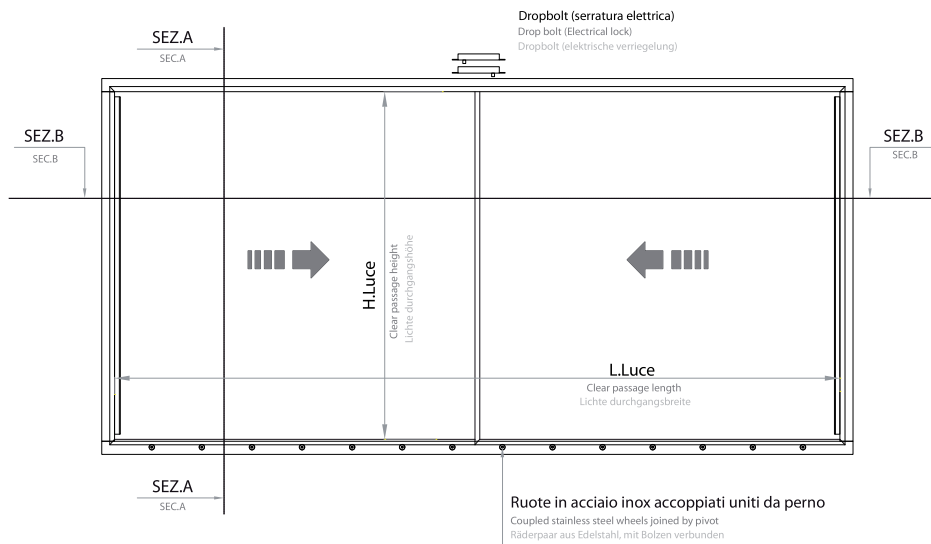 Dropbolt (serratura elettrica)
Drop bolt (Electrical lock)
Dropbolt (elektrische verriegelung)
SEZ.A
SEC.A
SEZ.B
SEC.B
SEZ.B
SEC.B
H.Luce
Clear passage height
Lichte durchgangshöhe
L.Luce
Clear passage length
Lichte durchgangsbreite
SEZ.A
SEC.A
Ruote in acciaio inox accoppiati uniti da perno
Coupled stainless steel wheels joined by pivot
Räderpaar aus Edelstahl, mit Bolzen verbunden